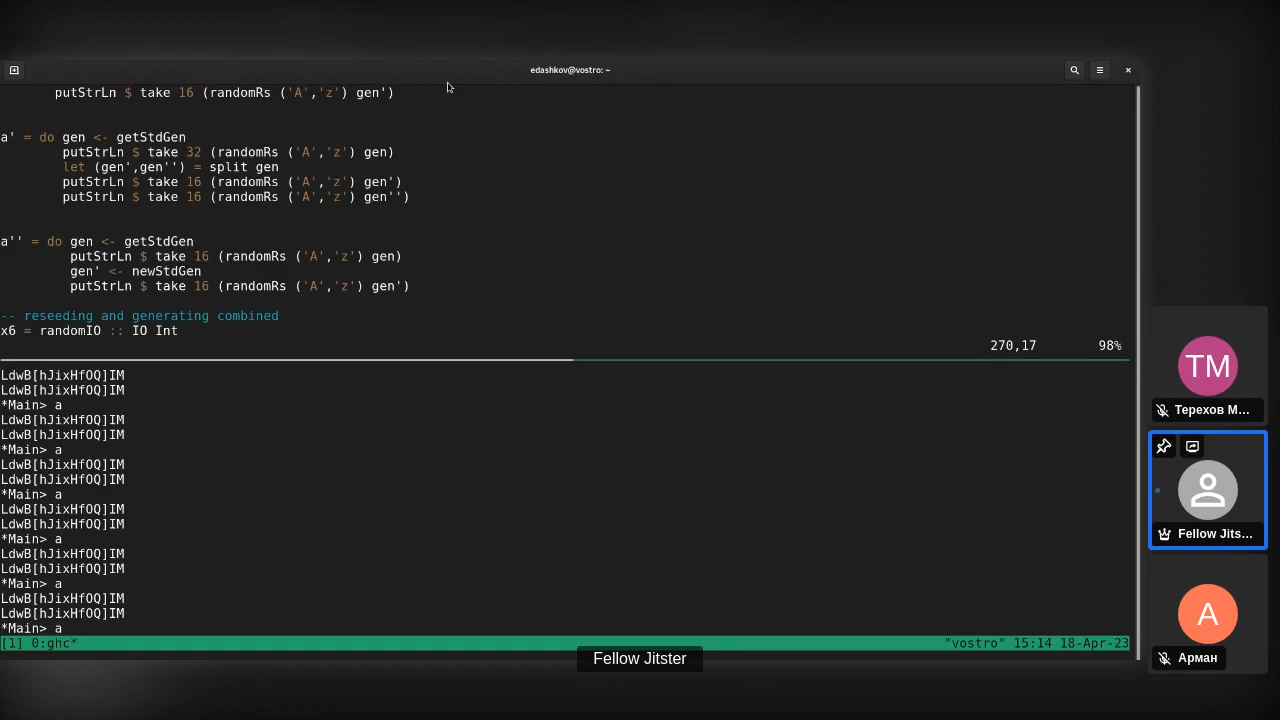 edashkov@vostro: ~
putStrLn $ take 16 (randomRs ('A','z') gen')
a' = do gen <- getStdGen
putStrLn $ take 32 (randomRs ('A','z') gen)
let (gen',gen'') = split gen
putStrLn $ take 16 (randomRs ('A','z') gen')
putStrLn $ take 16 (randomRs ('A','z') gen'')
a'' = do gen <- getStdGen
putStrLn $ take 16 (randomRs ('A','z') gen)
gen' <- newStdGen
putStrLn $ take 16 (randomRs ('A','z') gen')
-- reseeding and generating combined
x6 = randomIO :: IO Int
270,17 98%
LdwB[hJixHfOQ]IM
LdwB[hJixHfOQ]IM
*Main> a
LdwB[hJixHfOQ]IM
LdwB[hJixHfOQ]IM
*Main> a
LdwB[hJixHfOQ]IM
LdwB[hJixHfOQ]IM
*Main> a
LdwB[hJixHfOQ]IM
LdwB[hJixHfOQ]IM
*Main> a
LdwB[hJixHfOQ]IM
LdwB[hJixHfOQ]IM
*Main> a
LdwB[hJixHfOQ]IM
LdwB[hJixHfOQ]IM
*Main> a
[1] 0:ghc* "vostro" 15:14 18-Apr-23
Fellow Jitster
TM
Терехов М...
Fellow Jits...
A
Арман